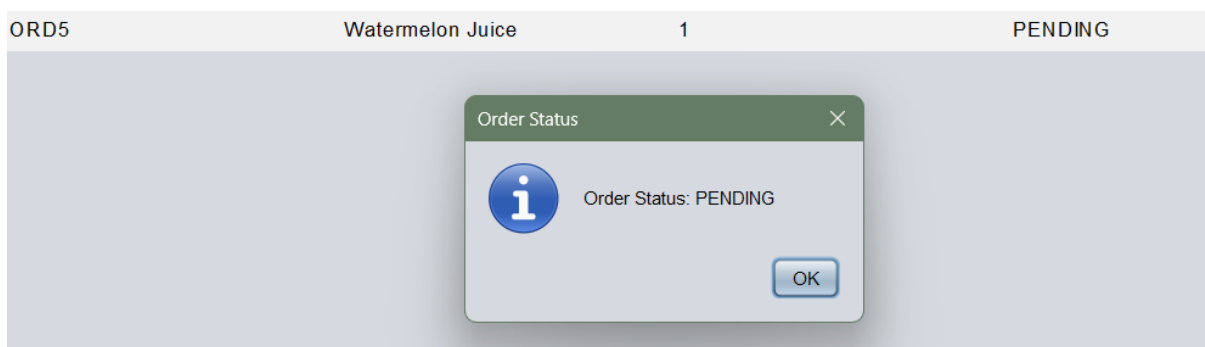 ORD5 Watermelon Juice 1 PENDING
Order Status
Order Status: PENDING
OK